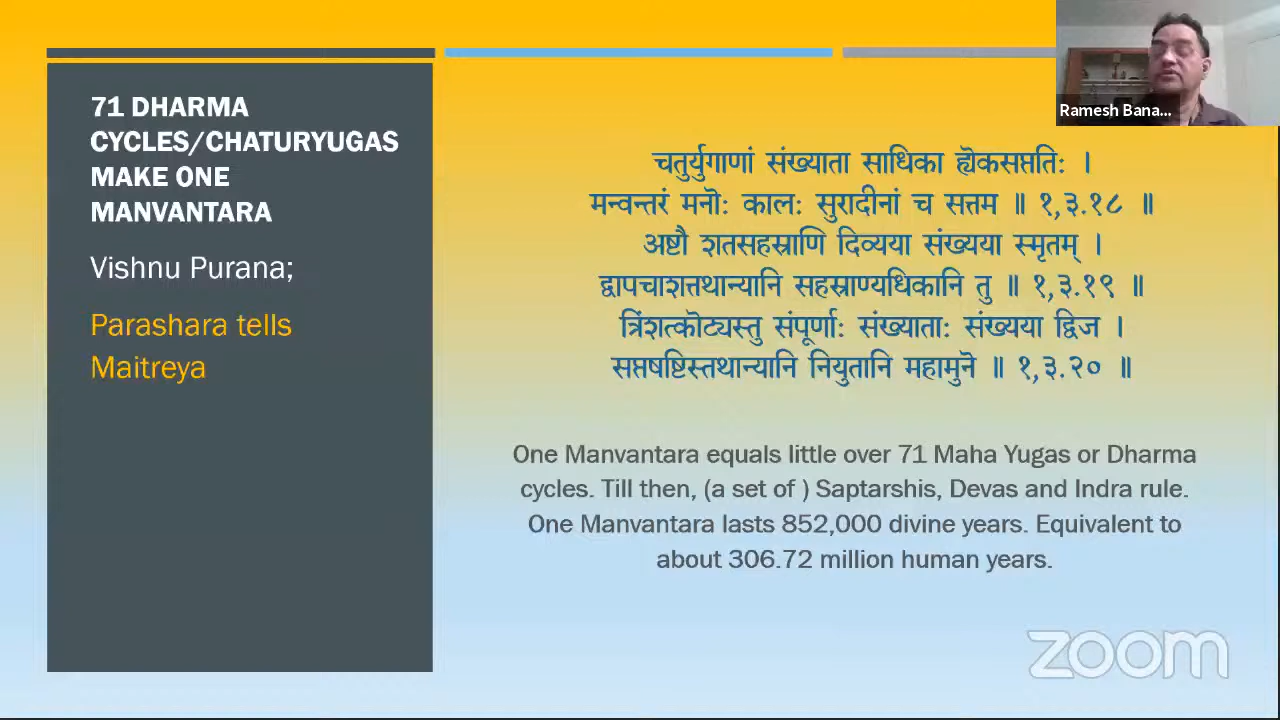 71 DHARMA
CYCLES/CHATURYUGAS
MAKE ONE
MANVANTARA
Vishnu Purana;
Parashara tells
Maitreya
चतुर्युगाणां संख्याता साधिका ह्येकसप्ततिः ।
मन्वन्तरं मनोः कालः सुरादीनां च सत्तम ॥ १,३.१८ ॥
अष्टौ शतसहस्राणि दिव्यया संख्यया स्मृतम् ।
द्वापचाशत्तथान्यानि सहस्राण्यधिकानि तु ॥ १,३.१९ ॥
त्रिंशत्कोट्यस्तु संपूर्णाः संख्याताः संख्यया द्विज ।
सप्तषष्टिस्तथान्यानि नियुतानि महामुने ॥ १,३.२० ॥
One Manvantara equals little over 71 Maha Yugas or Dharma
cycles. Till then, (a set of ) Saptarshis, Devas and Indra rule.
One Manvantara lasts 852,000 divine years. Equivalent to
about 306.72 million human years.
Ramesh Bana...
zoom